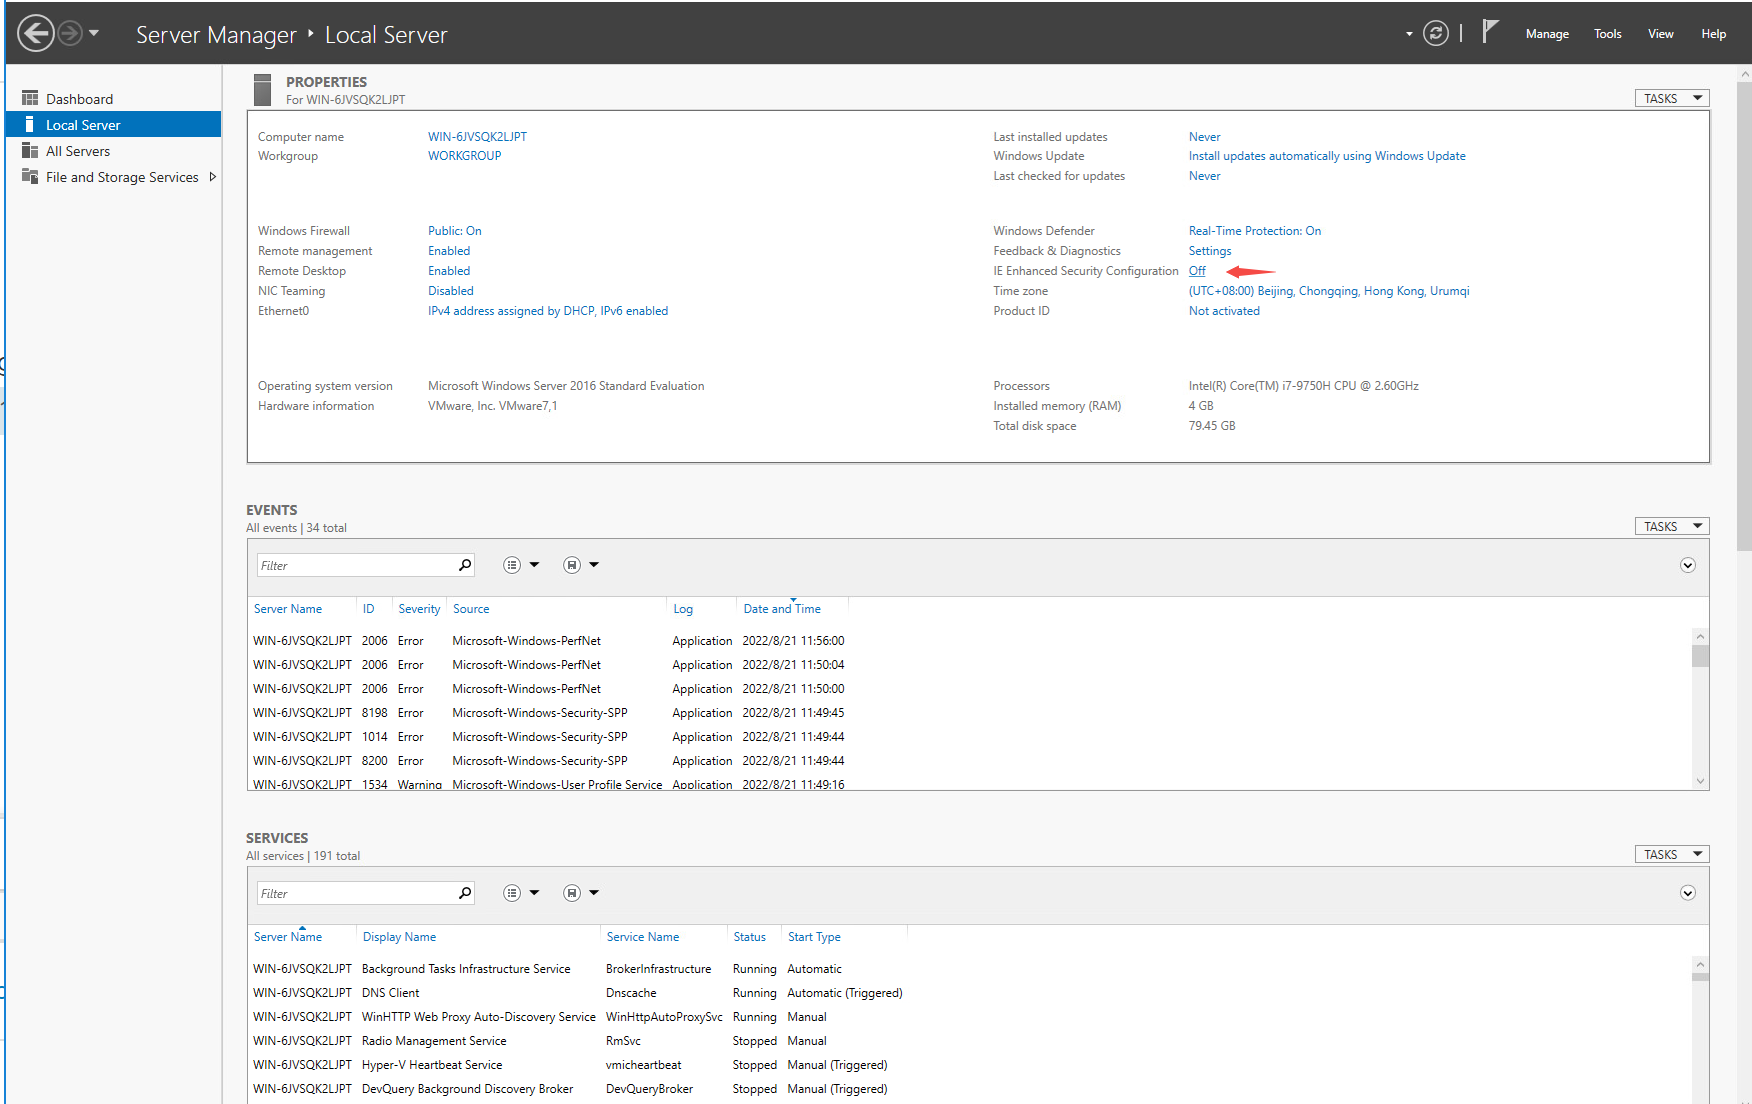 Server Manager ‣ Local Server
Manage Tools View Help
Dashboard
Local Server
All Servers
File and Storage Services
PROPERTIES
For WIN-6JVSQK2LJPT
TASKS
Computer name WIN-6JVSQK2LJPT Last installed updates Never
Workgroup WORKGROUP Windows Update Install updates automatically using Windows Update
Last checked for updates Never
Windows Firewall Public: On Windows Defender Real-Time Protection: On
Remote management Enabled Feedback & Diagnostics Settings
Remote Desktop Enabled IE Enhanced Security Configuration Off
NIC Teaming Disabled Time zone (UTC+08:00) Beijing, Chongqing, Hong Kong, Urumqi
Ethernet0 IPv4 address assigned by DHCP, IPv6 enabled Product ID Not activated
Operating system version Microsoft Windows Server 2016 Standard Evaluation Processors Intel(R) Core(TM) i7-9750H CPU @ 2.60GHz
Hardware information VMware, Inc. VMware7,1 Installed memory (RAM) 4 GB
Total disk space 79.45 GB
EVENTS
All events | 34 total
TASKS
Filter
Server Name ID Severity Source Log Date and Time
WIN-6JVSQK2LJPT 2006 Error Microsoft-Windows-PerfNet Application 2022/8/21 11:56:00
WIN-6JVSQK2LJPT 2006 Error Microsoft-Windows-PerfNet Application 2022/8/21 11:50:04
WIN-6JVSQK2LJPT 2006 Error Microsoft-Windows-PerfNet Application 2022/8/21 11:50:00
WIN-6JVSQK2LJPT 8198 Error Microsoft-Windows-Security-SPP Application 2022/8/21 11:49:45
WIN-6JVSQK2LJPT 1014 Error Microsoft-Windows-Security-SPP Application 2022/8/21 11:49:44
WIN-6JVSQK2LJPT 8200 Error Microsoft-Windows-Security-SPP Application 2022/8/21 11:49:44
WIN-6JVSQK2LJPT 1534 Warning Microsoft-Windows-User Profile Service Application 2022/8/21 11:49:16
SERVICES
All services | 191 total
TASKS
Filter
Server Name Display Name Service Name Status Start Type
WIN-6JVSQK2LJPT Background Tasks Infrastructure Service BrokerInfrastructure Running Automatic
WIN-6JVSQK2LJPT DNS Client Dnscache Running Automatic (Triggered)
WIN-6JVSQK2LJPT WinHTTP Web Proxy Auto-Discovery Service WinHttpAutoProxySvc Running Manual
WIN-6JVSQK2LJPT Radio Management Service RmSvc Stopped Manual
WIN-6JVSQK2LJPT Hyper-V Heartbeat Service vmicheartbeat Stopped Manual (Triggered)
WIN-6JVSQK2LJPT DevQuery Background Discovery Broker DevQueryBroker Stopped Manual (Triggered)